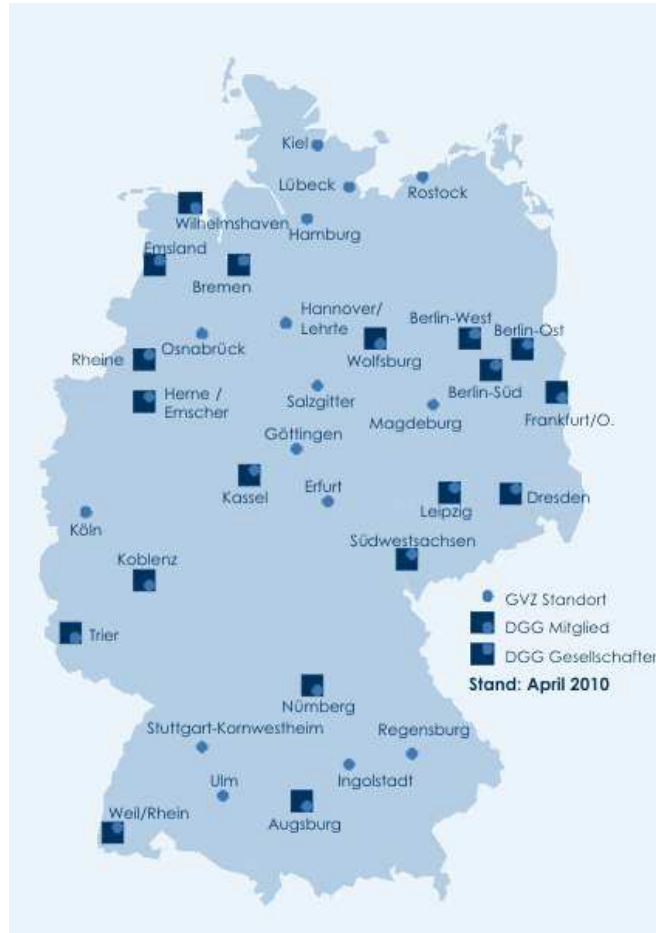 Kiel
Lübeck
Rostock
Wilhelmshaven
Hamburg
Emsland
Bremen
Hannover/
Lehrte
Berlin-West
Berlin-Ost
Osnabrück
Rheine
Wolfsburg
Berlin-Süd
Herne /
Emscher
Salzgitter
Magdeburg
Frankfurt/O.
Göttingen
Kassel
Erfurt
Leipzig
Dresden
Köln
Südwestsachsen
Koblenz
GVZ Standort
DGG Mitglied
Trier
DGG Gesellschafter
Stand: April 2010
Nürnberg
Stuttgart-Kornwestheim
Regensburg
Ulm
Ingolstadt
Weil/Rhein
Augsburg